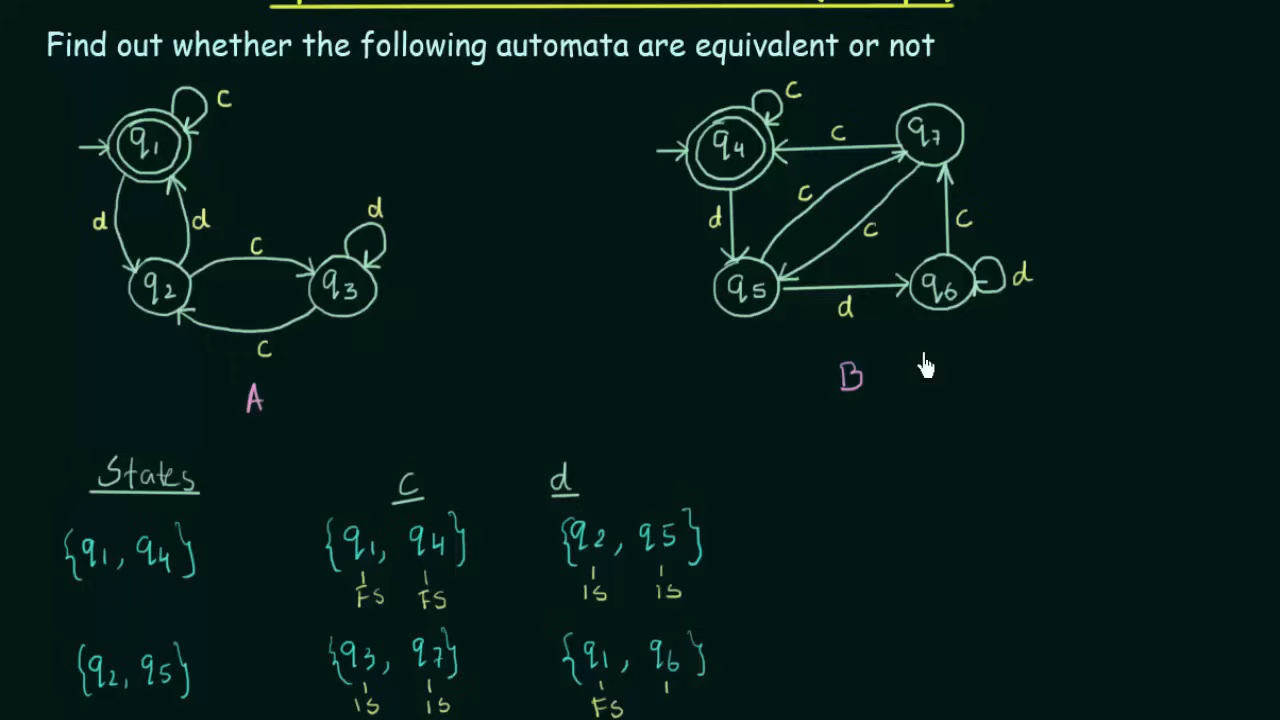 Find out whether the following automata are equivalent or not
c c
q1 q4 c q7
d d d c c c
c d d
q2 q3 q5 q6
c d
A B
States c d
{q1, q4} {q1, q4} {q2, q5}
FS FS IS IS
{q2, q5} {q3, q7} {q1, q6}
IS IS FS